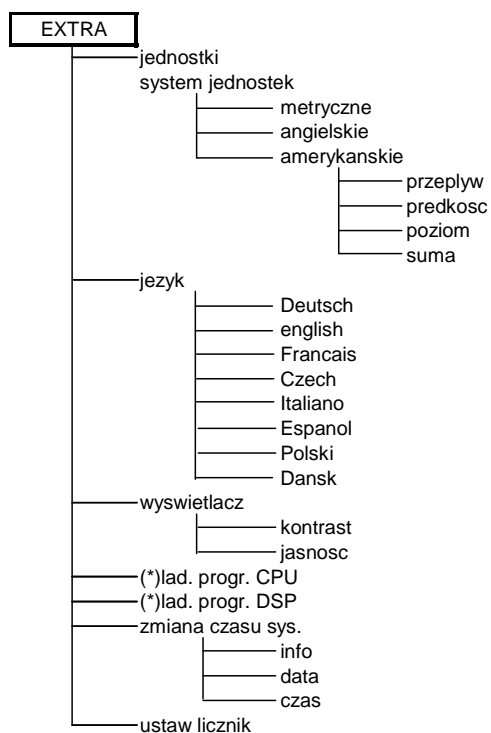 EXTRA
jednostki
system jednostek
metryczne
angielskie
amerykanskie
przeplyw
predkosc
poziom
suma
jezyk
Deutsch
english
Francais
Czech
Italiano
Espanol
Polski
Dansk
wyswietlacz
kontrast
jasnosc
(*)lad. progr. CPU
(*)lad. progr. DSP
zmiana czasu sys.
info
data
czas
ustaw licznik